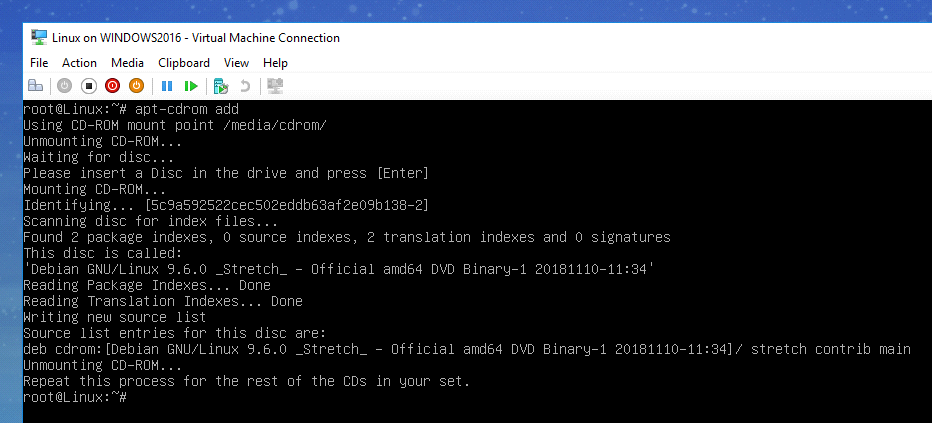 Linux on WINDOWS2016 - Virtual Machine Connection
File Action Media Clipboard View Help
root@Linux:~# apt-cdrom add
Using CD-ROM mount point /media/cdrom/
Unmounting CD-ROM...
Waiting for disc...
Please insert a Disc in the drive and press [Enter]
Mounting CD-ROM...
Identifying... [5c9a592522cec502eddb63af2e09b138-2]
Scanning disc for index files...
Found 2 package indexes, 0 source indexes, 2 translation indexes and 0 signatures
This disc is called:
'Debian GNU/Linux 9.6.0 _Stretch_ - Official amd64 DVD Binary-1 20181110-11:34'
Reading Package Indexes... Done
Reading Translation Indexes... Done
Writing new source list
Source list entries for this disc are:
deb cdrom:[Debian GNU/Linux 9.6.0 _Stretch_ - Official amd64 DVD Binary-1 20181110-11:34]/ stretch contrib main
Unmounting CD-ROM...
Repeat this process for the rest of the CDs in your set.
root@Linux:~#